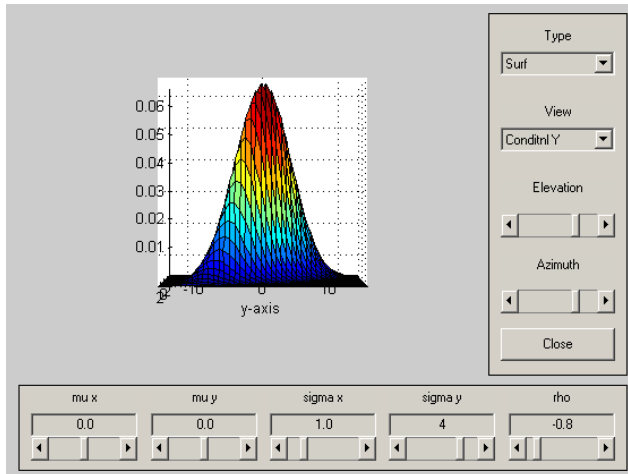 Type
Surf
View
Conditnl Y
Elevation
Azimuth
Close
0.06
0.05
0.04
0.03
0.02
0.01
-10 0 10
y-axis
mu x mu y sigma x sigma y rho
0.0 0.0 1.0 4 -0.8